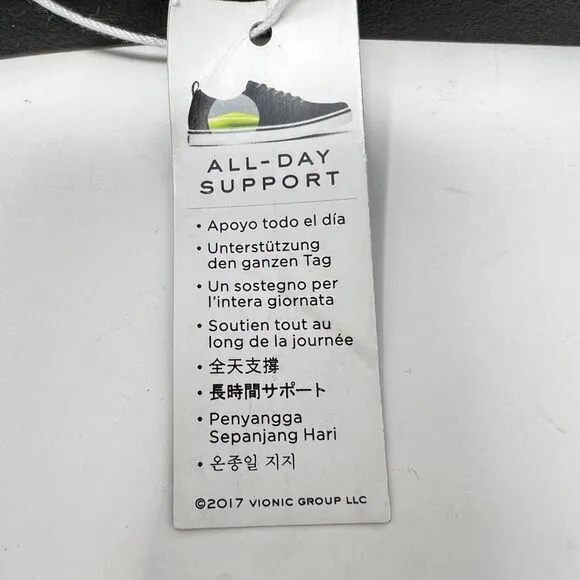 ALL-DAY
SUPPORT
• Apoyo todo el día
• Unterstützung
den ganzen Tag
• Un sostegno per
l'intera giornata
• Soutien tout au
long de la journée
• 全天支撐
• 長時間サポート
• Penyangga
Sepanjang Hari
• 온종일 지지
©2017 VIONIC GROUP LLC